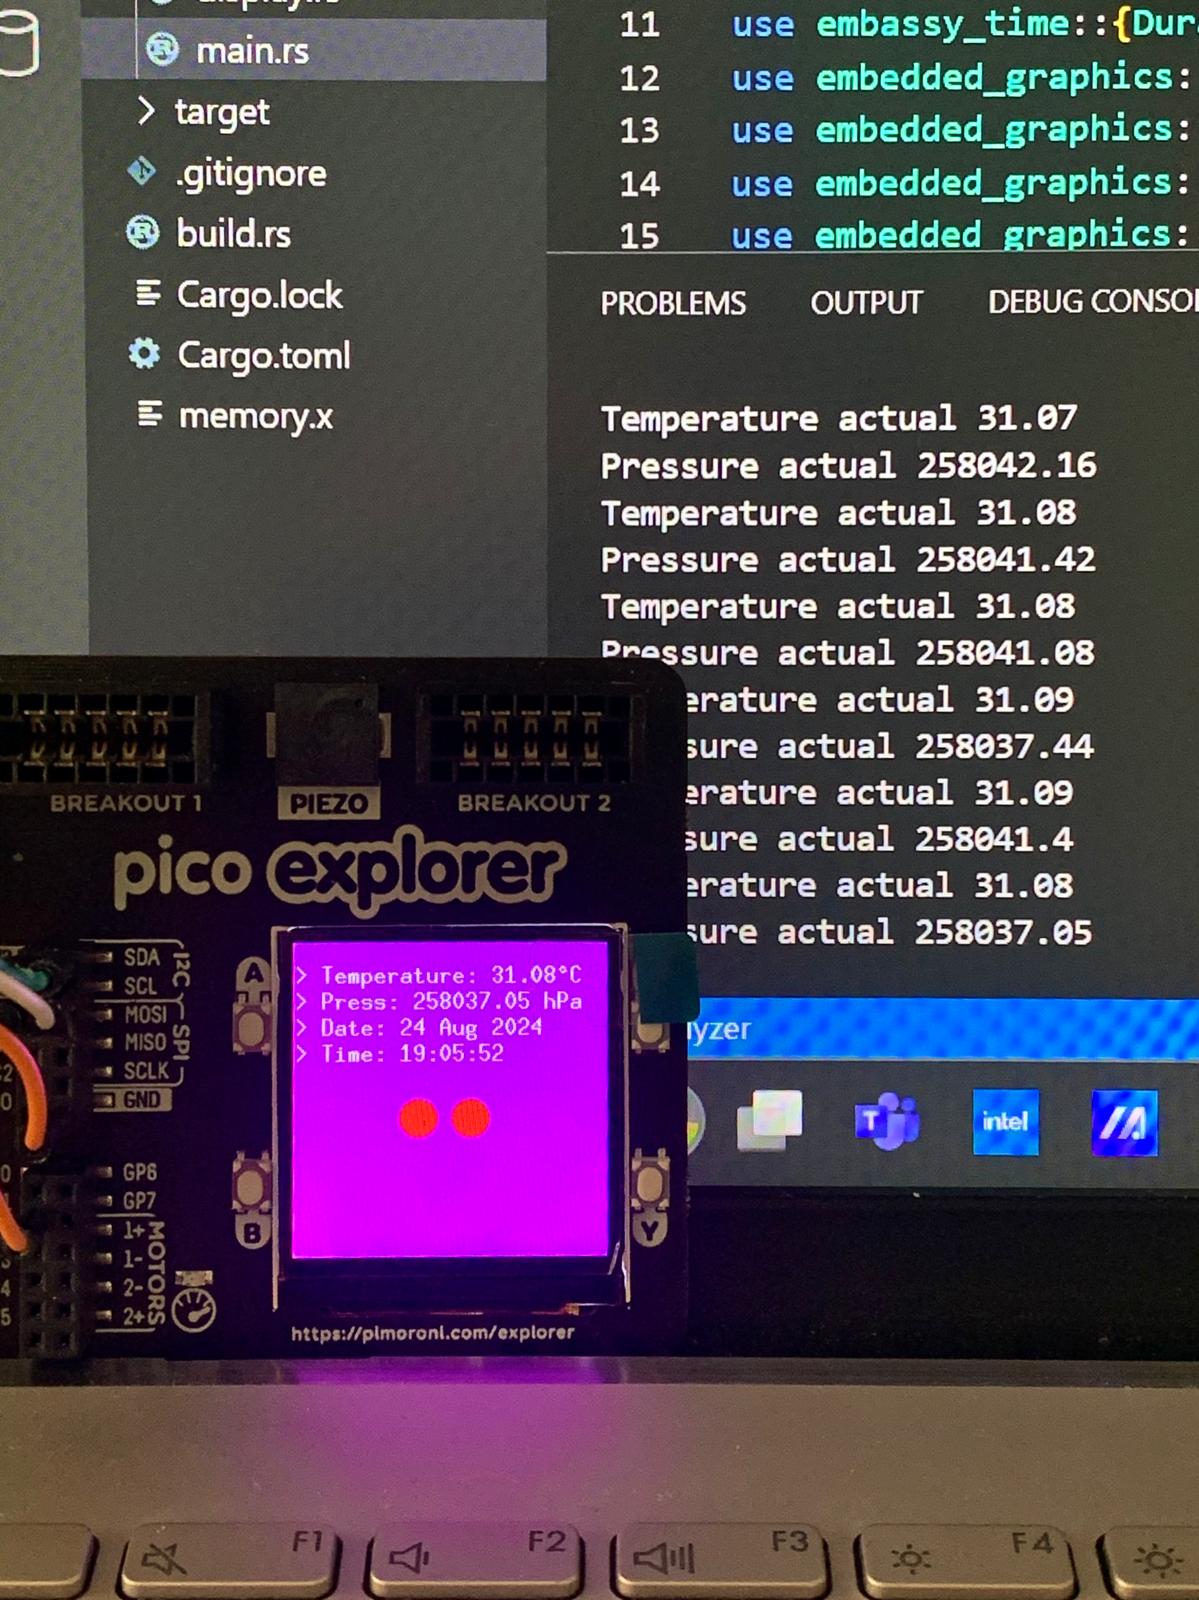 main.rs
target
.gitignore
build.rs
Cargo.lock
Cargo.toml
memory.x
11 use embassy_time::{Dur
12 use embedded_graphics:
13 use embedded_graphics:
14 use embedded_graphics:
15 use embedded_graphics:
PROBLEMS OUTPUT DEBUG CONSOL
Temperature actual 31.07
Pressure actual 258042.16
Temperature actual 31.08
Pressure actual 258041.42
Temperature actual 31.08
Pressure actual 258041.08
erature actual 31.09
sure actual 258037.44
erature actual 31.09
sure actual 258041.4
erature actual 31.08
sure actual 258037.05
yzer
intel
BREAKOUT 1
PIEZO
BREAKOUT 2
pico explorer
SDA
SCL
I2C
MOSI
MISO
SCLK
SPI
GND
GP6
GP7
1+
1-
2-
2+
MOTORS
A
B
Y
> Temperature: 31.08°C
> Press: 258037.05 hPa
> Date: 24 Aug 2024
> Time: 19:05:52
https://pimoroni.com/explorer
F1
F2
F3
F4